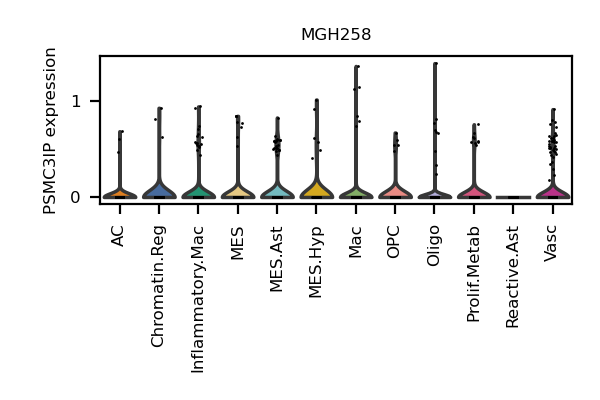 MGH258
PSMC3IP expression
1
0
AC
Chromatin.Reg
Inflammatory.Mac
MES
MES.Ast
MES.Hyp
Mac
OPC
Oligo
Prolif.Metab
Reactive.Ast
Vasc